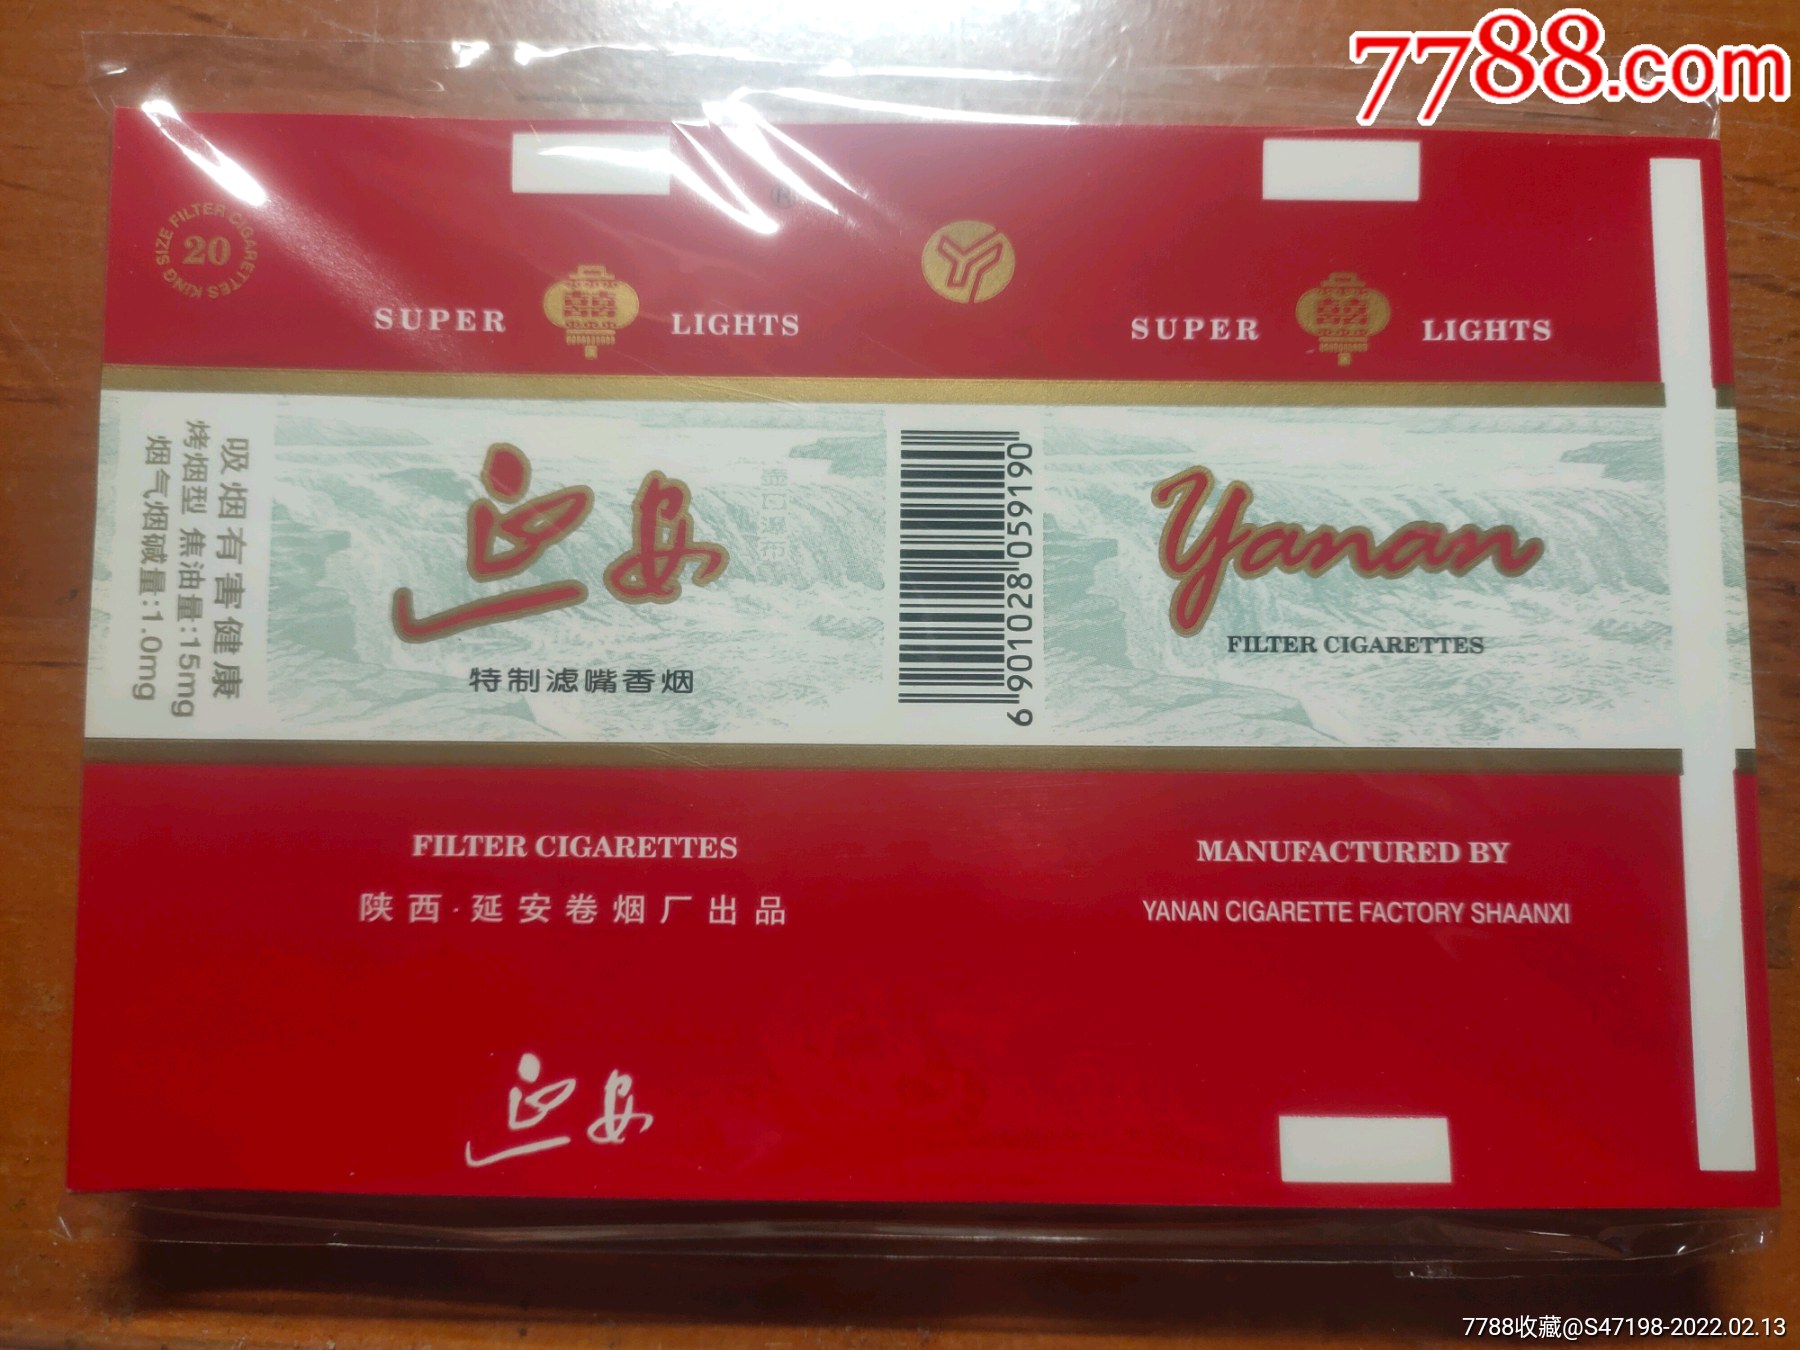 7788.com
KING SIZE FILTER CIGARETTES
20
SUPER LIGHTS
SUPER LIGHTS
吸烟有害健康
烤烟型 焦油量:15mg
烟气烟碱量:1.0mg
延安
壶口瀑布
特制滤嘴香烟
6901028059190
Yanan
FILTER CIGARETTES
FILTER CIGARETTES
陕西·延安卷烟厂出品
MANUFACTURED BY
YANAN CIGARETTE FACTORY SHAANXI
延安
7788收藏@S47198-2022.02.13